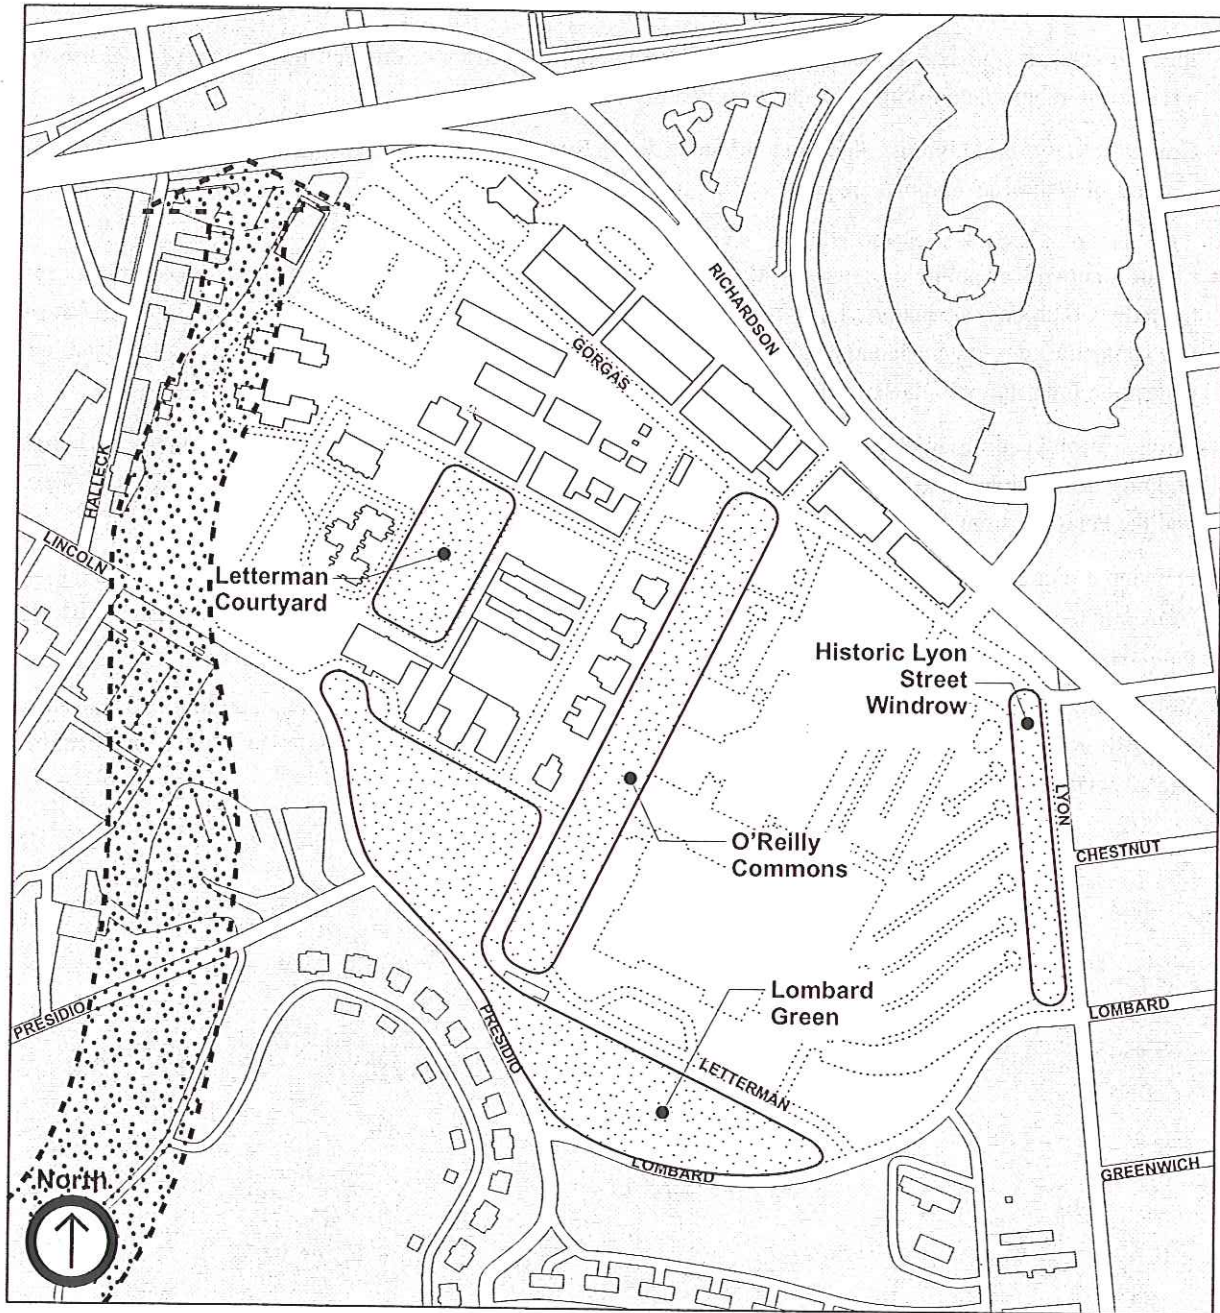 RICHARDSON
GORGAS
HALLECK
LINCOLN
Letterman
Courtyard
Historic Lyon
Street
Windrow
LYON
O'Reilly
Commons
CHESTNUT
Lombard
Green
LOMBARD
PRESIDIO
PRESIDIO
LETTERMAN
LOMBARD
GREENWICH
North